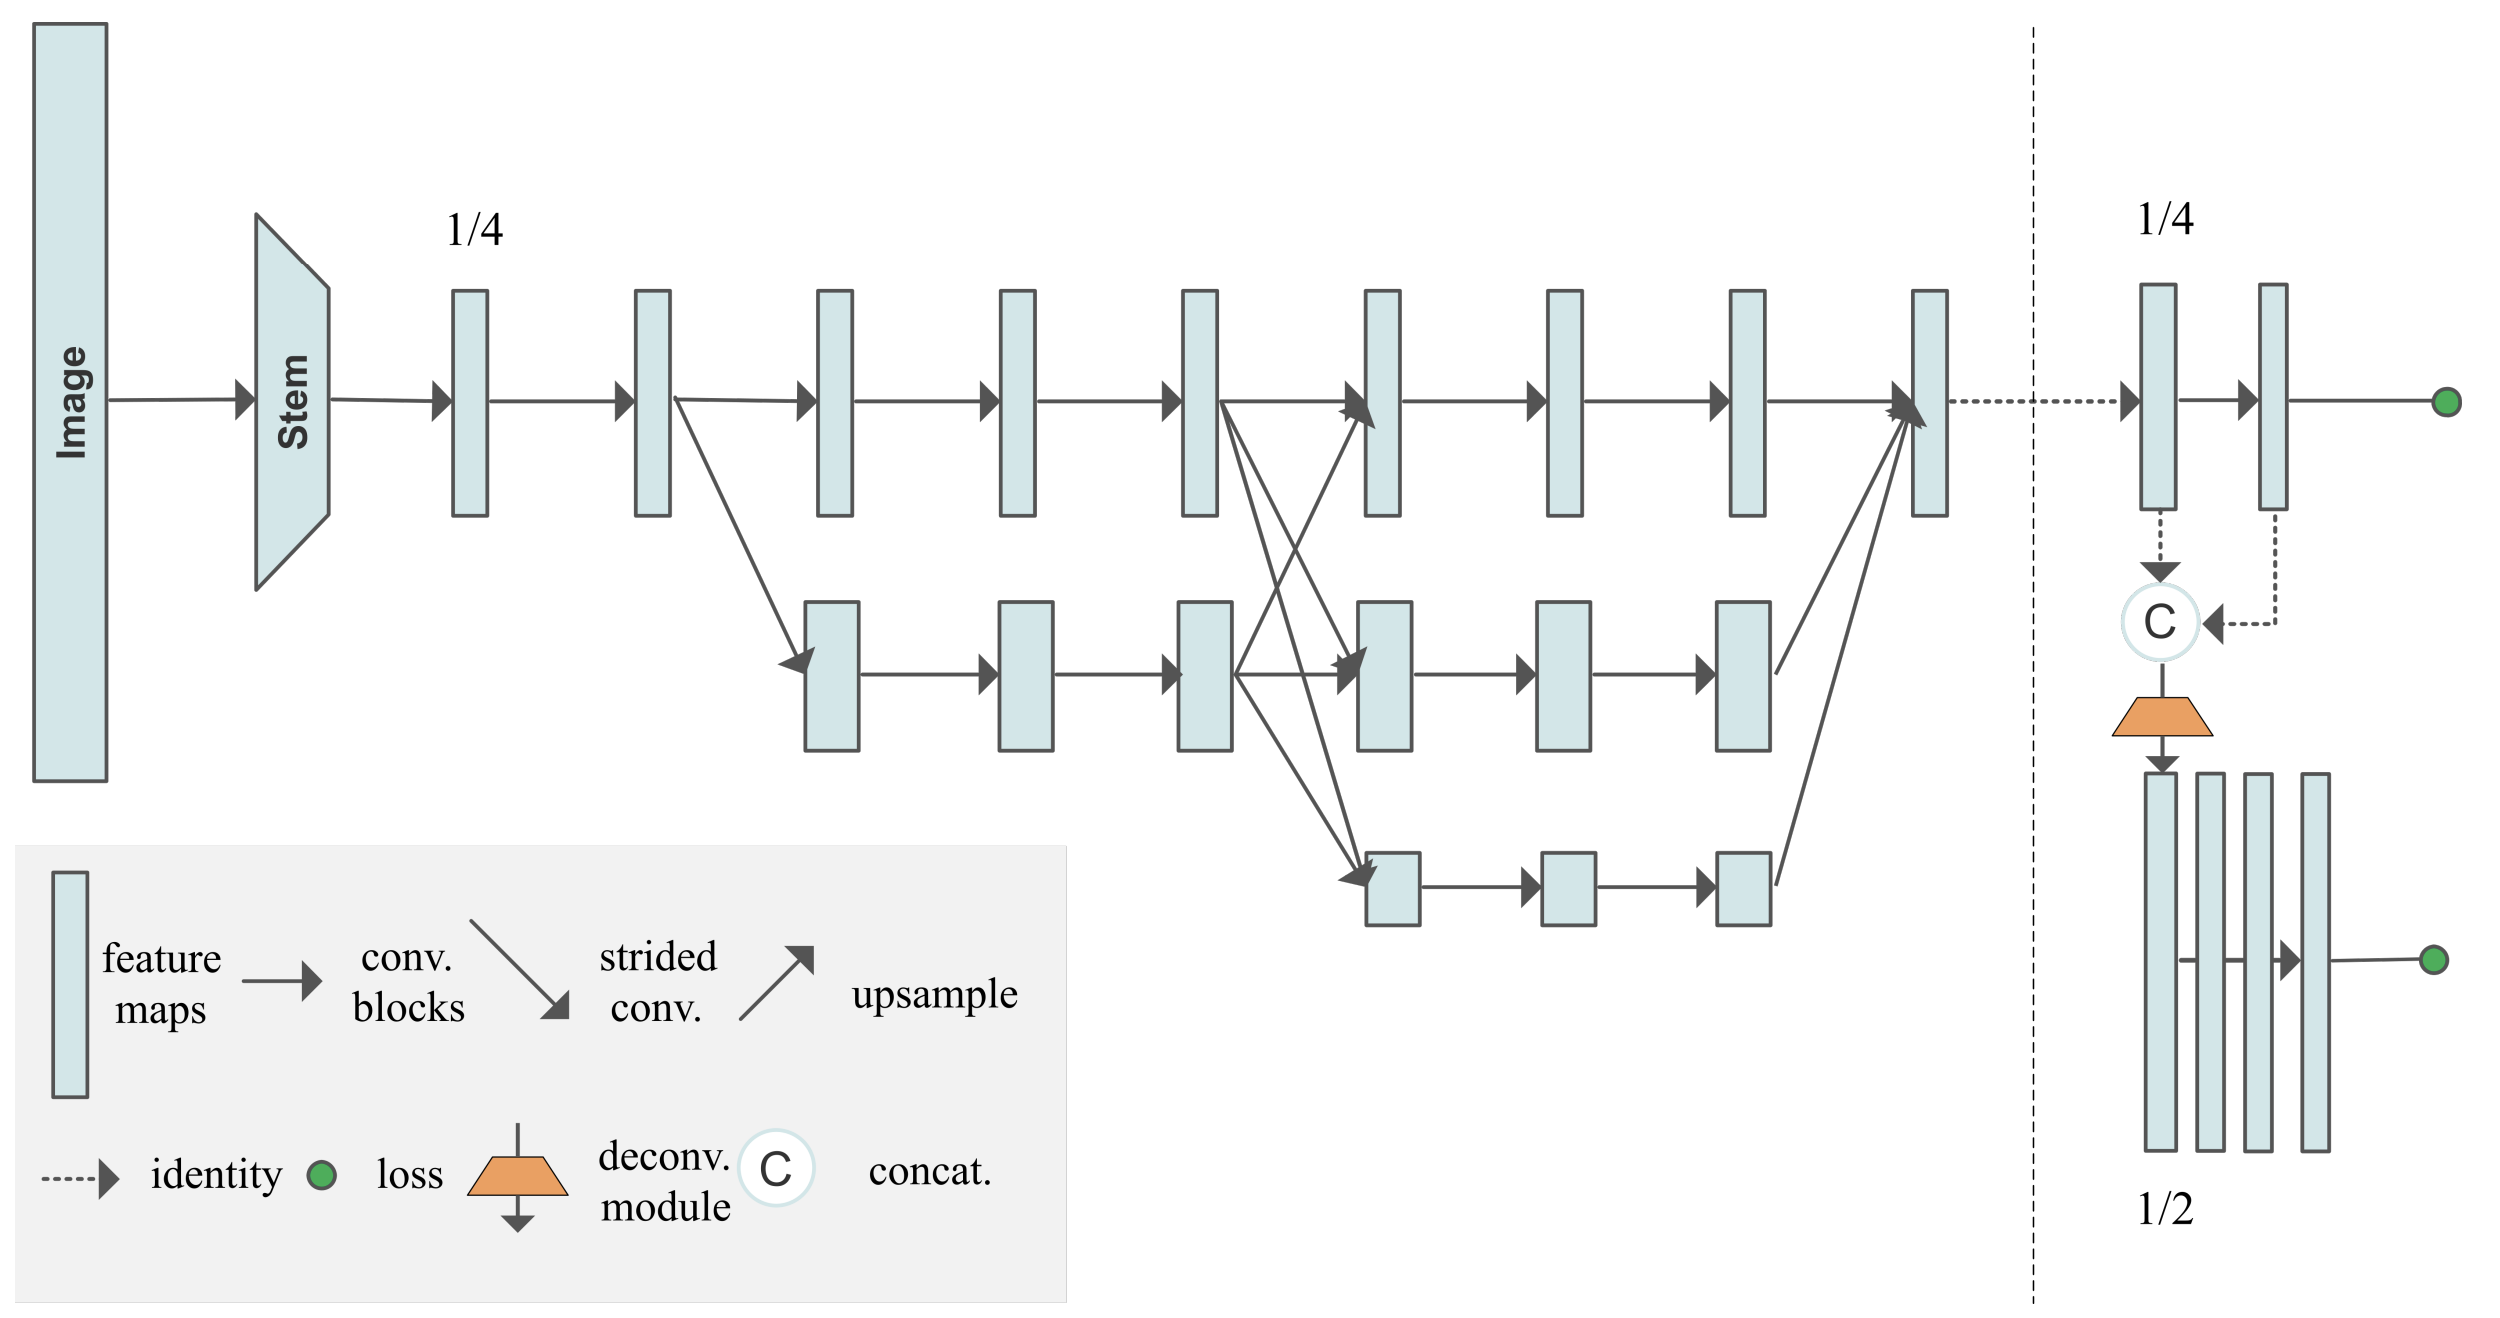 Image
Stem
1/4
1/4
C
1/2
feature
maps
conv.
blocks
strided
conv.
upsample
identity
loss
deconv.
module
C
concat.